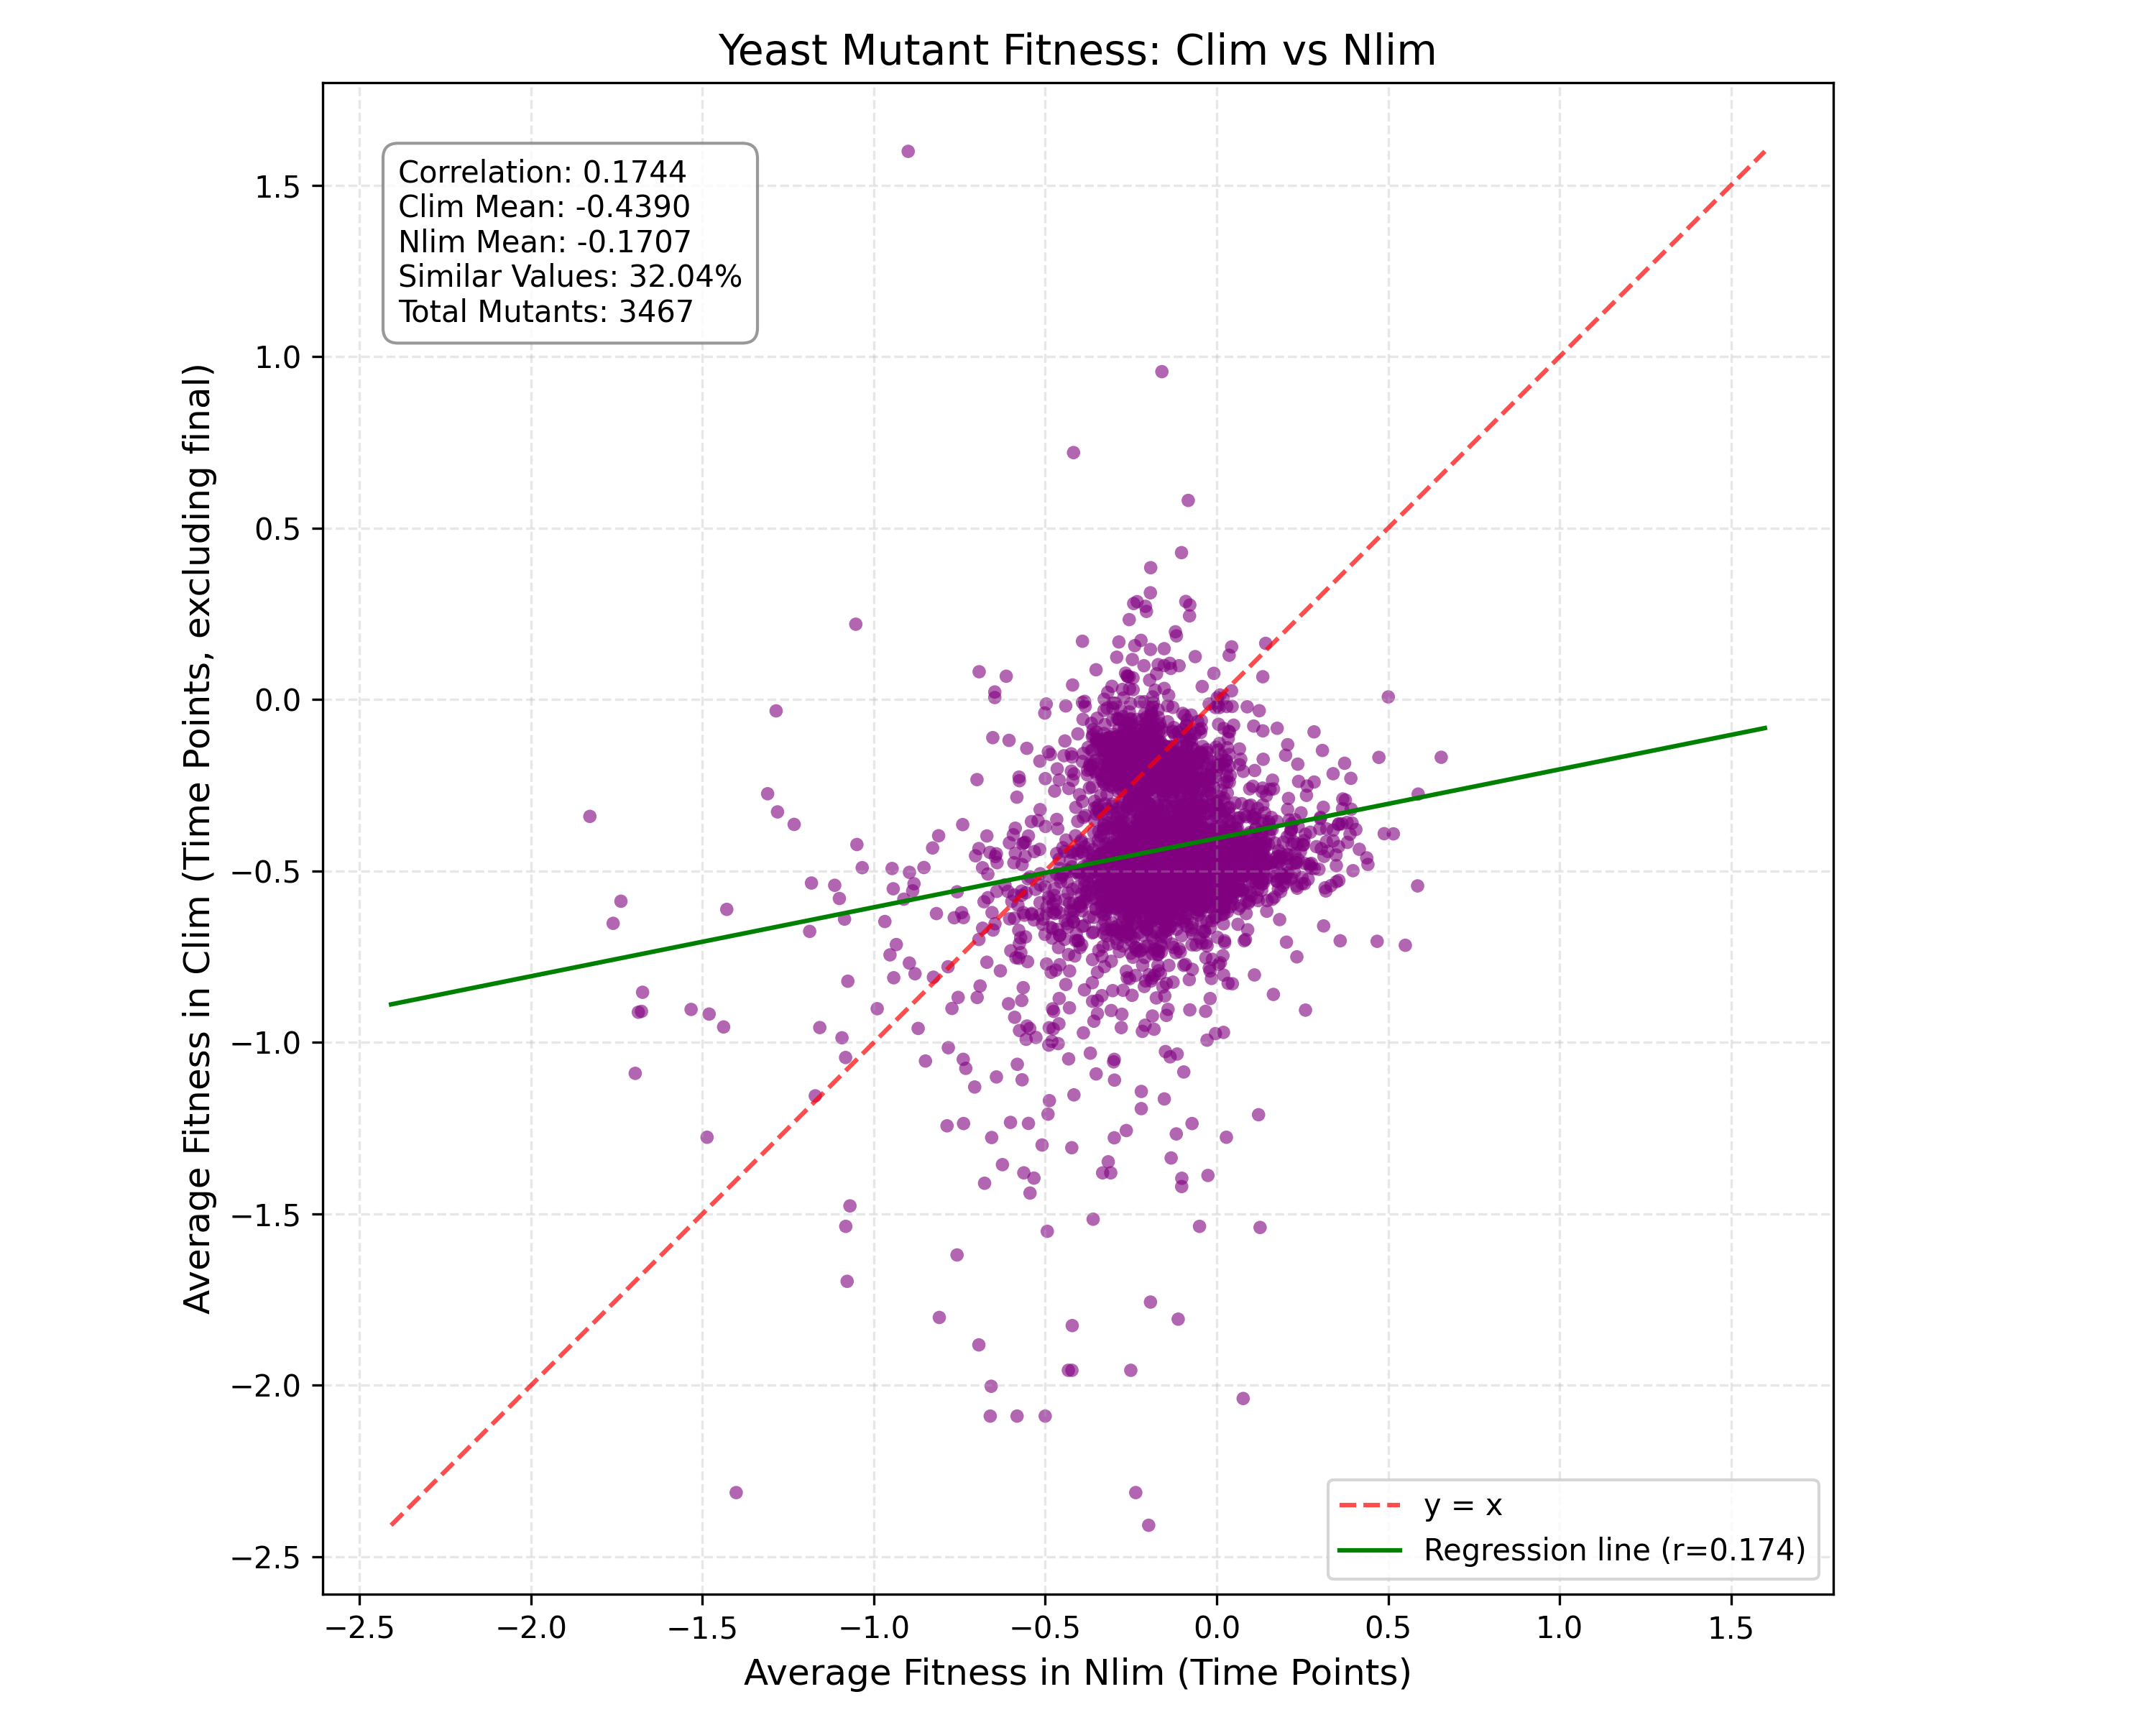 Yeast Mutant Fitness: Clim vs Nlim
Correlation: 0.1744
Clim Mean: -0.4390
Nlim Mean: -0.1707
Similar Values: 32.04%
Total Mutants: 3467
Average Fitness in Clim (Time Points, excluding final)
1.5
1.0
0.5
0.0
−0.5
−1.0
−1.5
−2.0
−2.5
y = x
Regression line (r=0.174)
−2.5 −2.0 −1.5 −1.0 −0.5 0.0 0.5 1.0 1.5
Average Fitness in Nlim (Time Points)